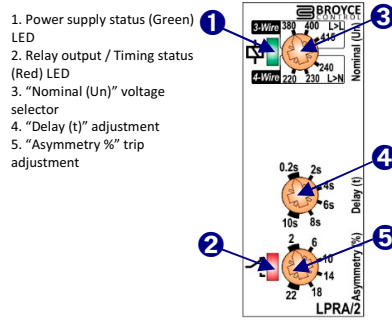 1. Power supply status (Green)
LED
2. Relay output / Timing status
(Red) LED
3. “Nominal (Un)” voltage
selector
4. “Delay (t)” adjustment
5. “Asymmetry %” trip
adjustment
BROYCE
CONTROL
1
3
3-Wire
380
400
L>L
415
240
4-Wire
220
230
L>N
Nominal (Un)
4
0.2s
2s
4s
6s
8s
10s
Delay (t)
2
5
2
6
10
14
18
22
Asymmetry (%)
LPRA/2